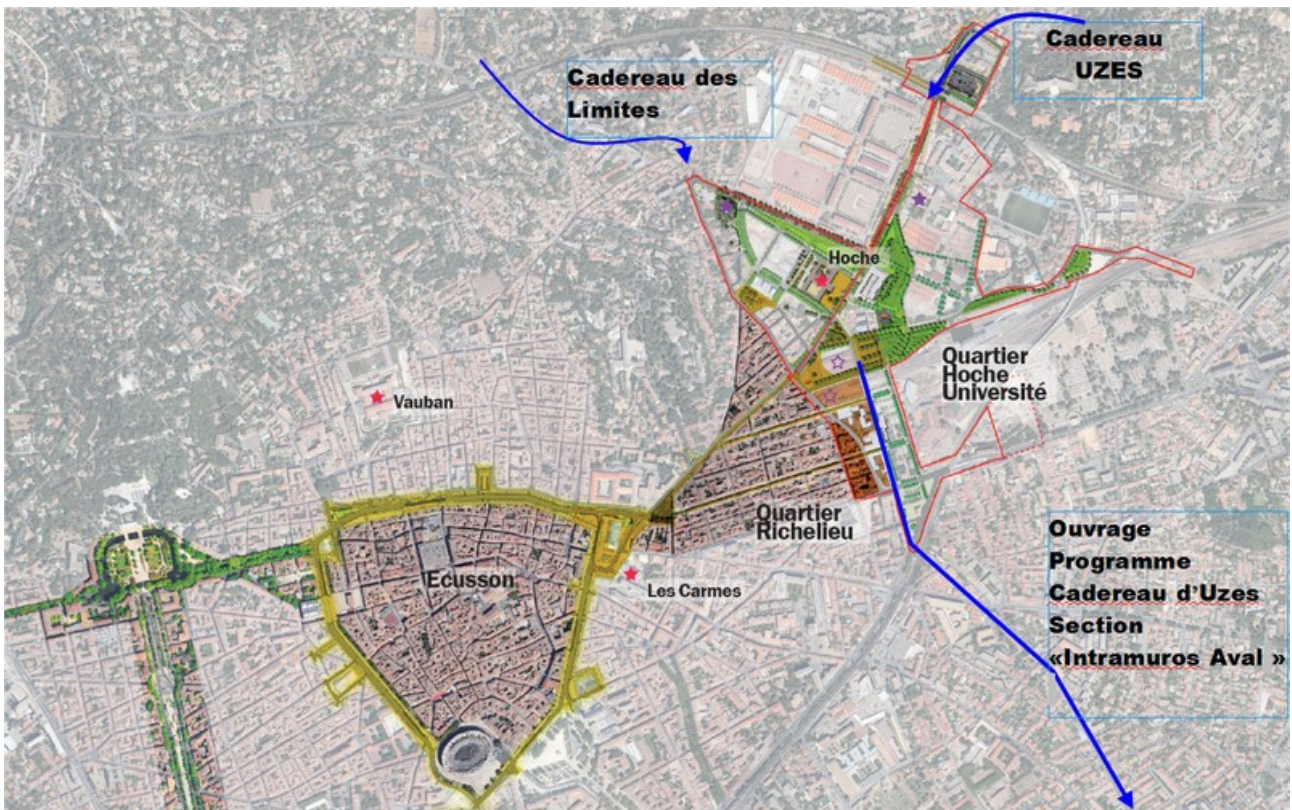 Cadereau
UZES
Cadereau des
Limites
Hoche
Quartier
Hoche
Université
Vauban
Quartier
Richelieu
Ecusson
Les Carmes
Ouvrage
Programme
Cadereau d’Uzes
Section
«Intramuros Aval »